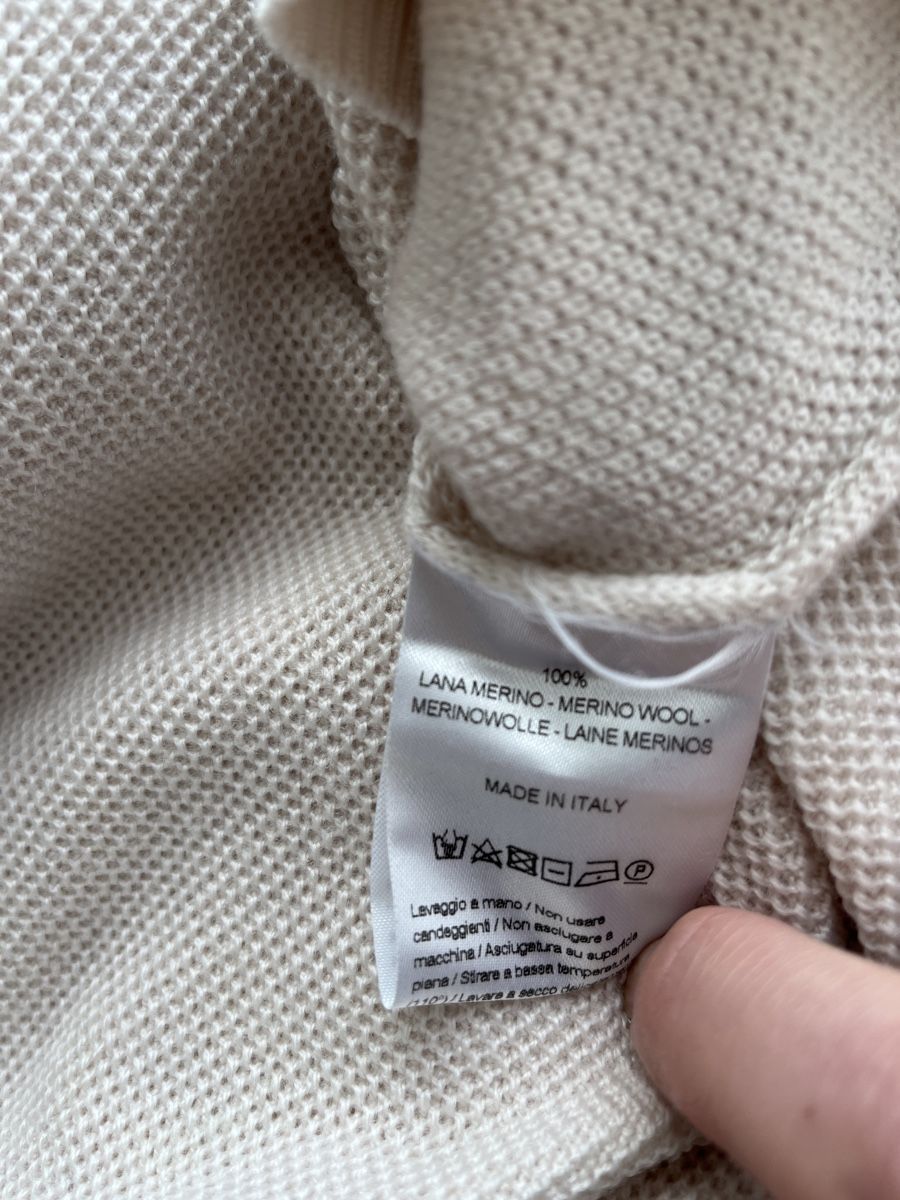 100%
LANA MERINO - MERINO WOOL -
MERINOWOLLE - LAINE MERINOS
MADE IN ITALY
P
Lavaggio a mano / Non usare
candeggianti / Non asciugare a
macchina / Asciugatura su superficie
piana / Stirare a bassa temperatura
(110°) / Lavare a secco